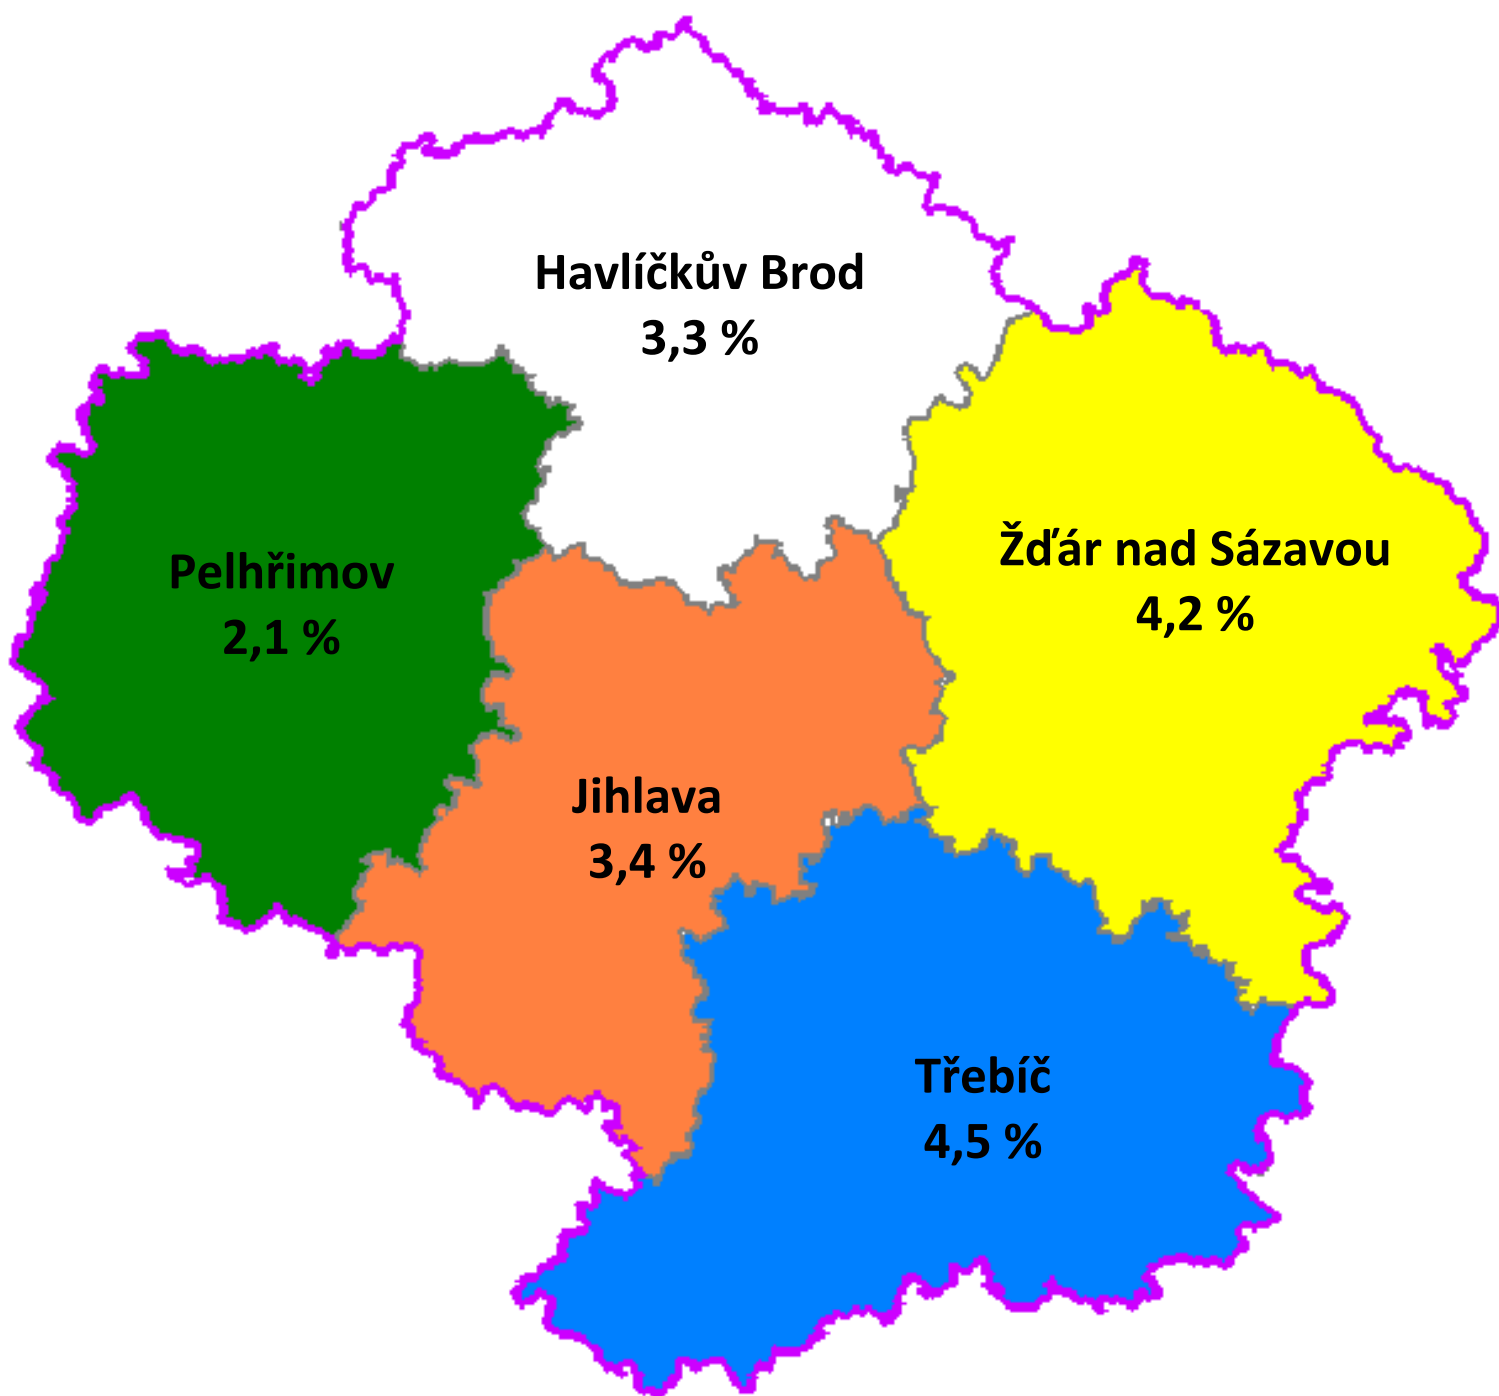 Havlíčkův Brod
3,3 %
Žďár nad Sázavou
4,2 %
Pelhřimov
2,1 %
Jihlava
3,4 %
Třebíč
4,5 %